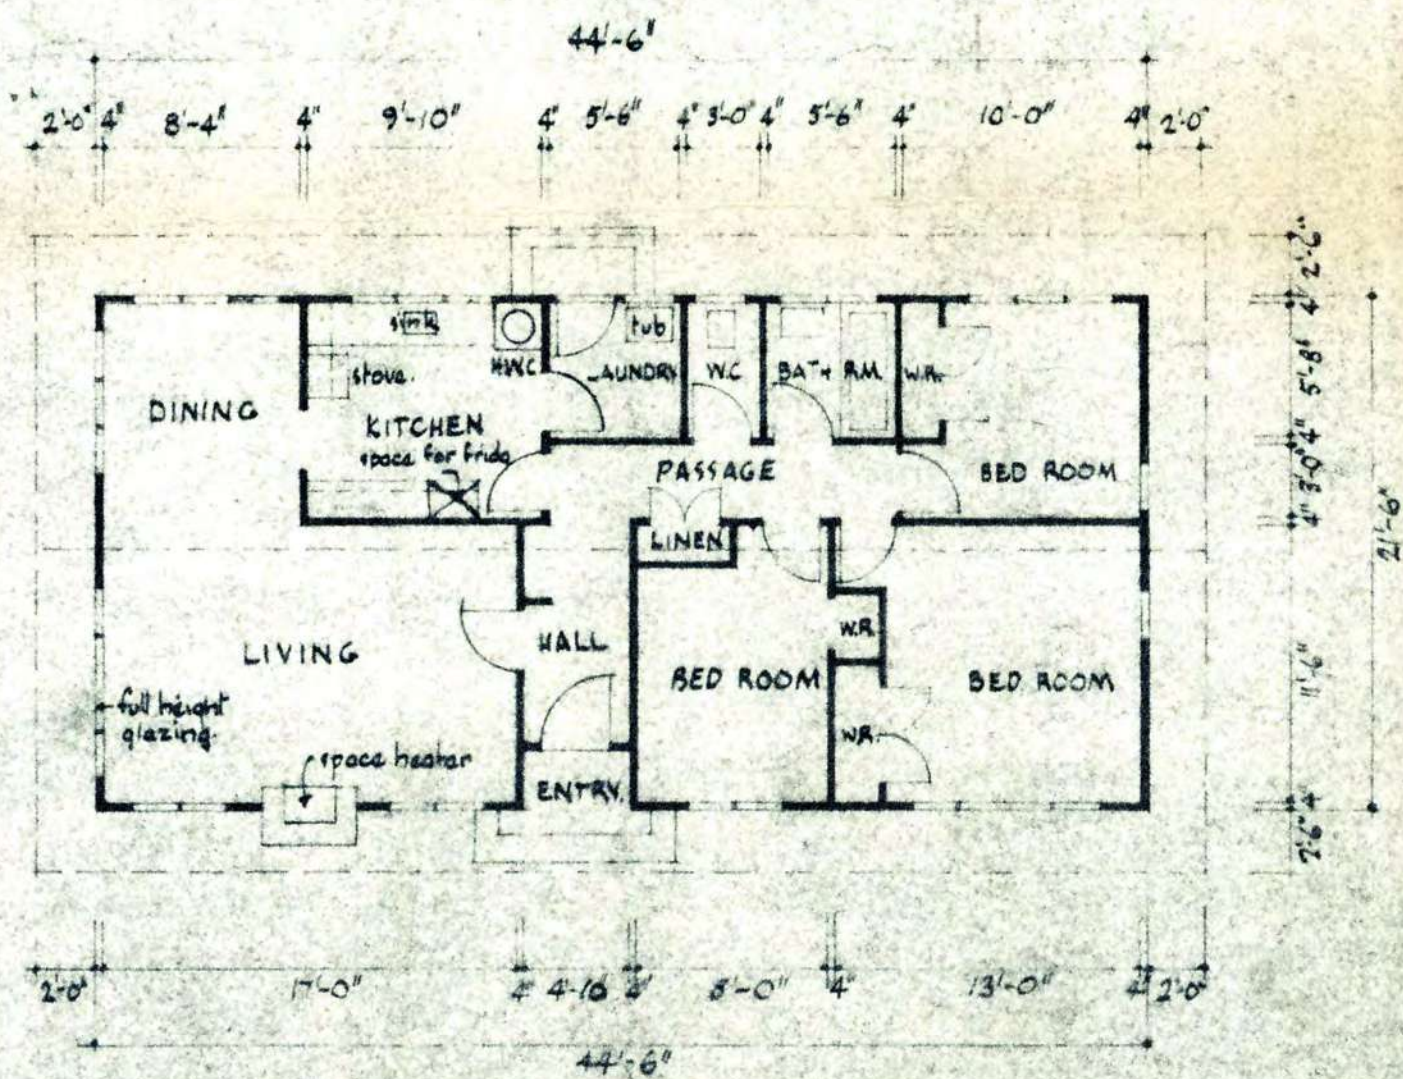 44'-6"
2'-0" 4" 8'-4" 4" 9'-10" 4" 5'-6" 4" 3'-0" 4" 5'-6" 4" 10'-0" 4" 2'-0"
2'-6"
4"
5'-8"
4"
3'-0"
4"
11'-6"
4"
2'-6"
21'-6"
sink
tub
stove.
H.W.C
LAUNDRY
W.C
BATH RM.
W.R.
DINING
KITCHEN
space for fridg
PASSAGE
BED ROOM
LINEN
LIVING
HALL
W.R.
BED ROOM
BED ROOM
full height
glazing.
W.R.
space heater
ENTRY.
2'-0" 17'-0" 4" 4'-10" 4" 8'-0" 4" 13'-0" 4" 2'-0"
44'-6"